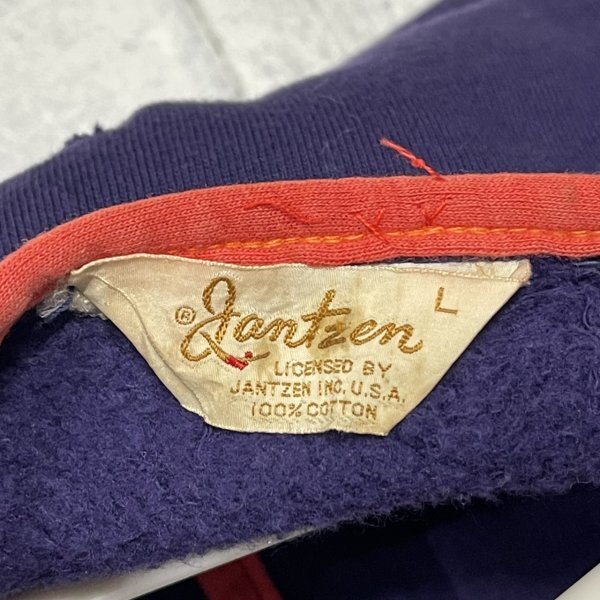 ® Jantzen
L
LICENSED BY
JANTZEN INC. U.S.A.
100% COTTON